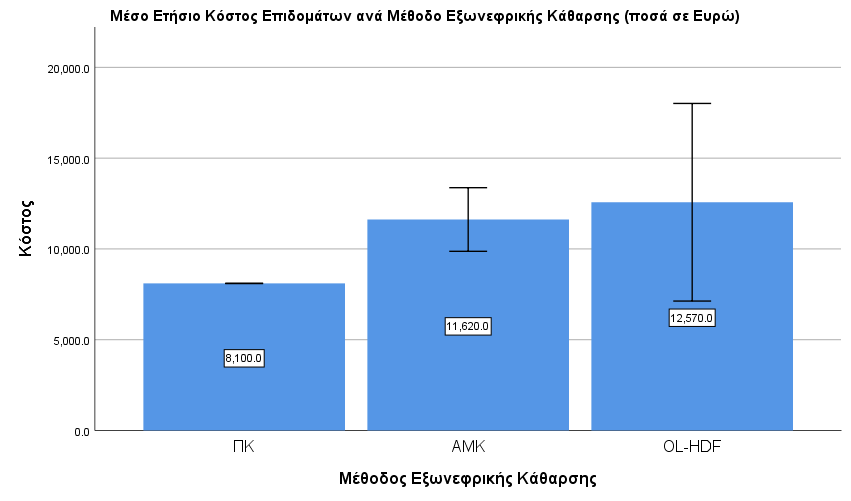 Μέσο Ετήσιο Κόστος Επιδομάτων ανά Μέθοδο Εξωνεφρικής Κάθαρσης (ποσά σε Ευρώ)
20,000.0
15,000.0
10,000.0
5,000.0
0.0
Κόστος
8,100.0
11,620.0
12,570.0
ΠΚ
ΑΜΚ
OL-HDF
Μέθοδος Εξωνεφρικής Κάθαρσης